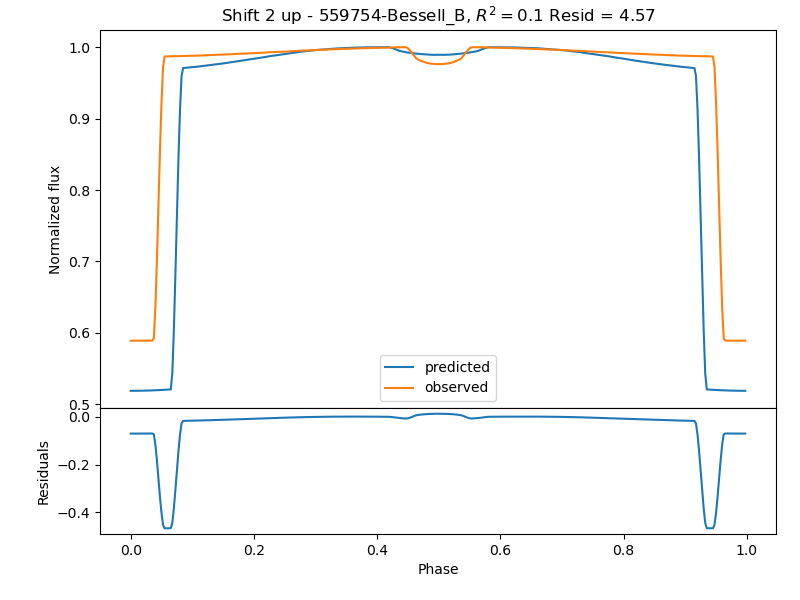 Shift 2 up - 559754-Bessell_B, R² = 0.1 Resid = 4.57
Normalized flux
1.0
0.9
0.8
0.7
0.6
0.5
predicted
observed
Residuals
0.0
−0.2
−0.4
0.0 0.2 0.4 0.6 0.8 1.0
Phase